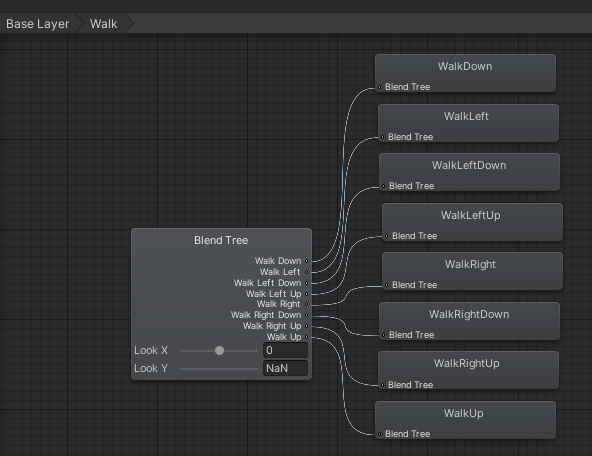 Base Layer
Walk
Blend Tree
Walk Down
Walk Left
Walk Left Down
Walk Left Up
Walk Right
Walk Right Down
Walk Right Up
Walk Up
Look X
0
Look Y
NaN
WalkDown
Blend Tree
WalkLeft
Blend Tree
WalkLeftDown
Blend Tree
WalkLeftUp
Blend Tree
WalkRight
Blend Tree
WalkRightDown
Blend Tree
WalkRightUp
Blend Tree
WalkUp
Blend Tree